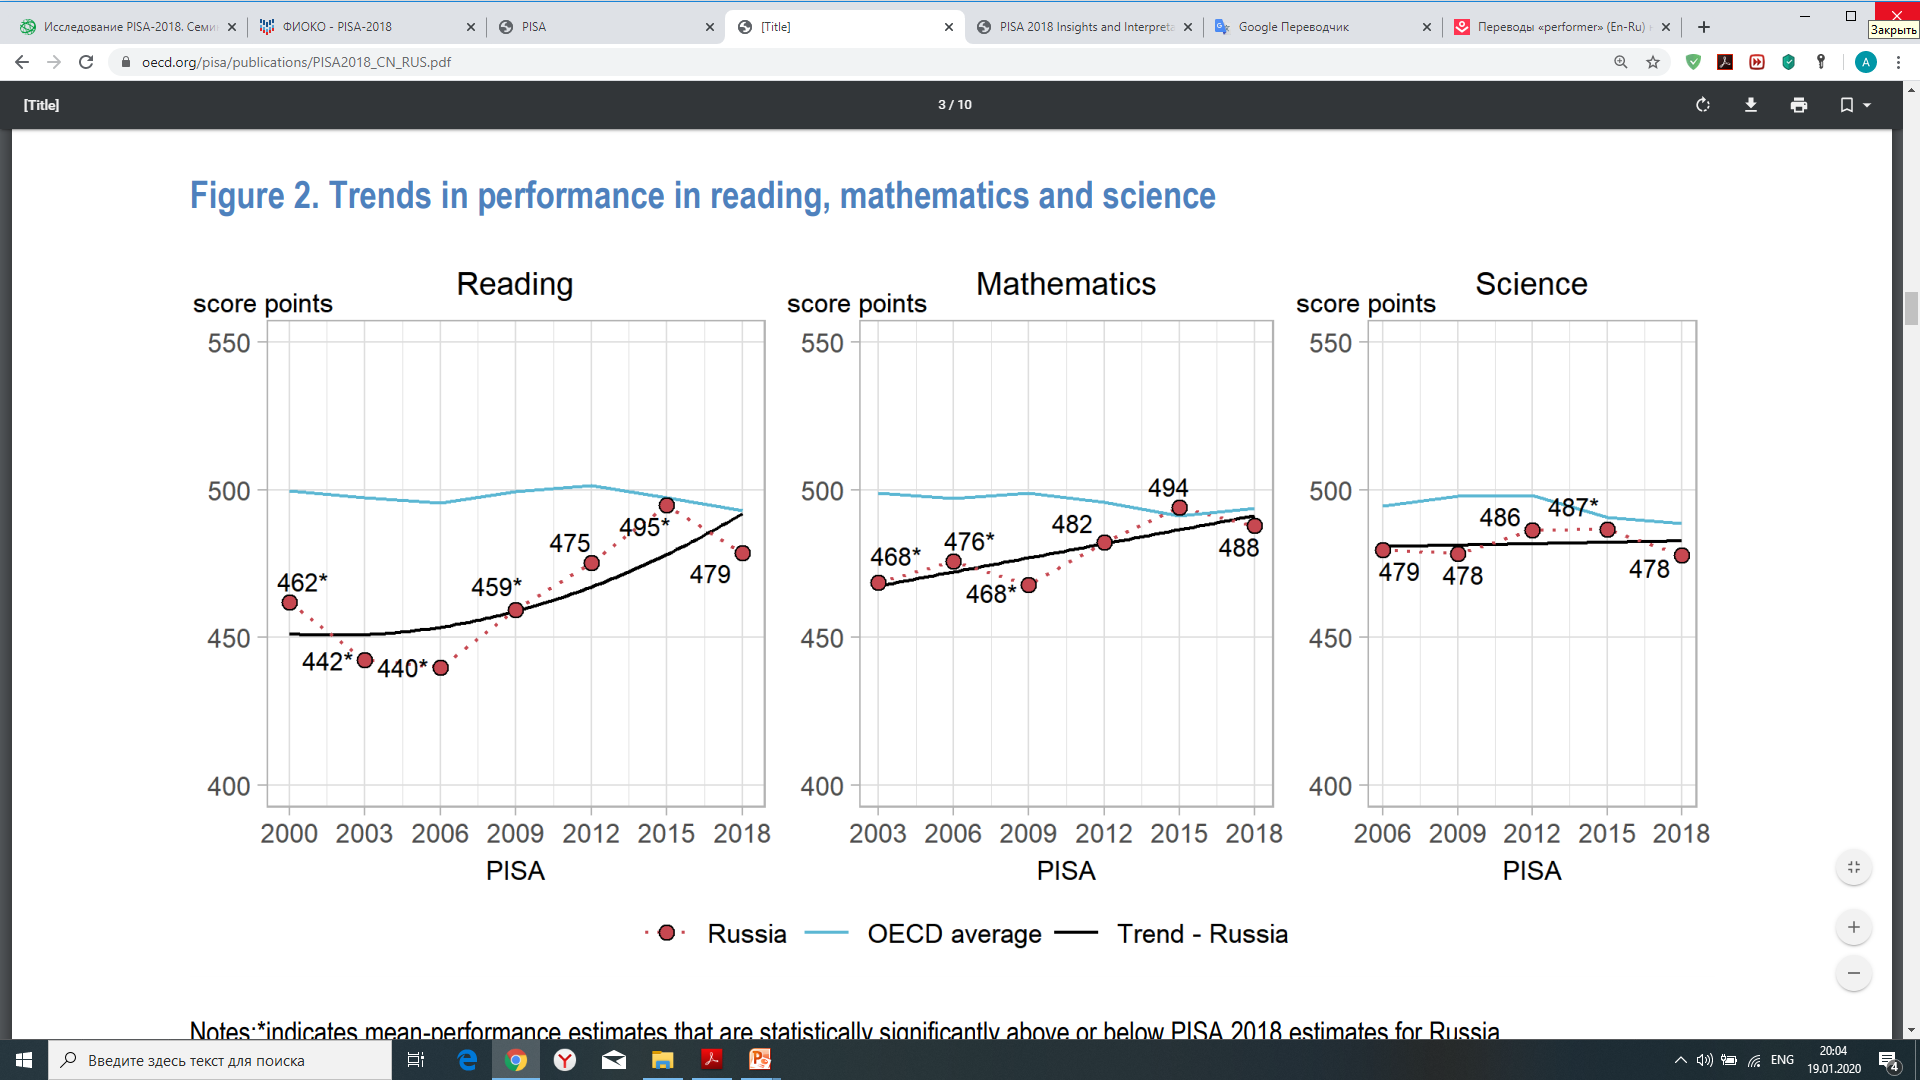 Исследование PISA-2018. Семи
ФИОКО - PISA-2018
PISA
[Title]
PISA 2018 Insights and Interpreta
Google Переводчик
Переводы «performer» (En-Ru)
Закрыть
oecd.org/pisa/publications/PISA2018_CN_RUS.pdf
A
[Title]
3 / 10
Figure 2. Trends in performance in reading, mathematics and science
Reading
score points
550
500
450
400
462*
442*
440*
459*
475
495*
479
2000 2003 2006 2009 2012 2015 2018
PISA
Mathematics
score points
550
500
450
400
468*
476*
468*
482
494
488
2003 2006 2009 2012 2015 2018
PISA
Science
score points
550
500
450
400
479
478
486
487*
478
2006 2009 2012 2015 2018
PISA
Russia OECD average Trend - Russia
Notes:*indicates mean-performance estimates that are statistically significantly above or below PISA 2018 estimates for Russia
Введите здесь текст для поиска
ENG
20:04
19.01.2020
4